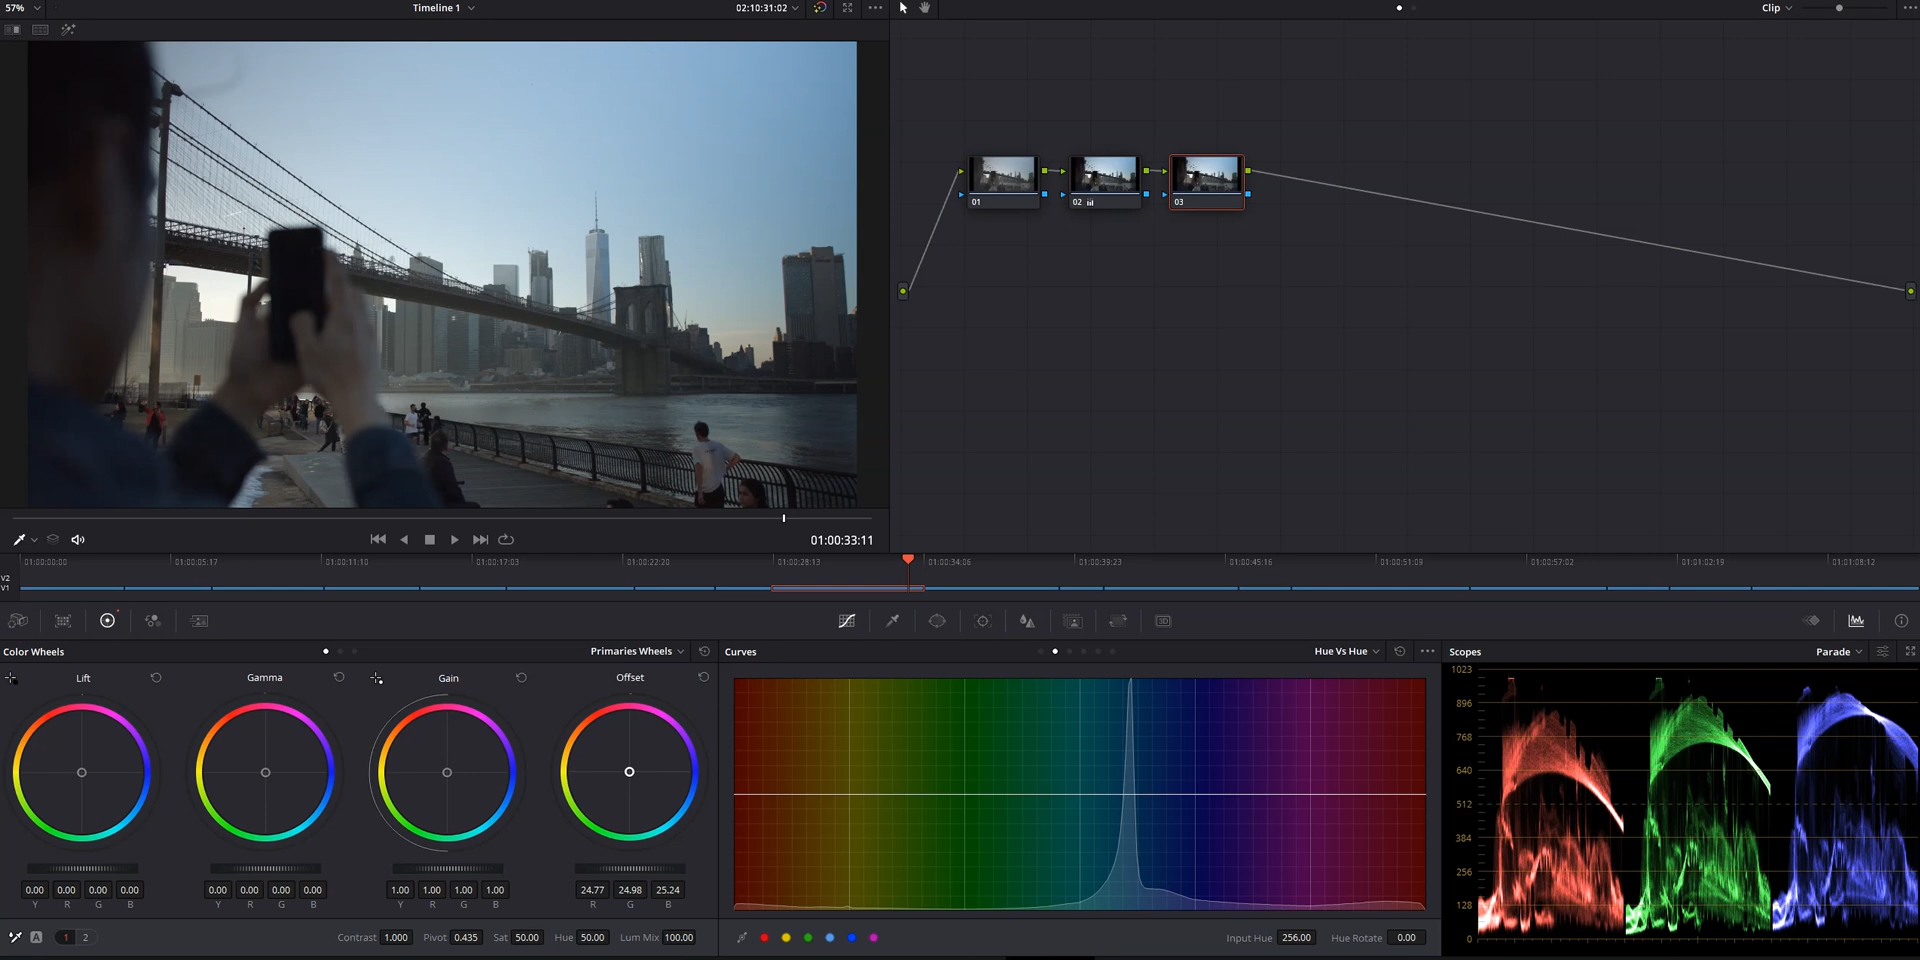 57%
Timeline 1
02:10:31:02
Clip
01
02
03
01:00:33:11
01:00:00:00
01:00:05:17
01:00:11:10
01:00:17:03
01:00:22:20
01:00:28:13
01:00:34:06
01:00:39:23
01:00:45:16
01:00:51:09
01:00:57:02
01:01:02:19
01:01:08:12
V2
V1
3D
Color Wheels
Primaries Wheels
Lift
Gamma
Gain
Offset
0.00 0.00 0.00 0.00
Y R G B
0.00 0.00 0.00 0.00
Y R G B
1.00 1.00 1.00 1.00
Y R G B
24.77 24.98 25.24
R G B
A
1 2
Contrast 1.000
Pivot 0.435
Sat 50.00
Hue 50.00
Lum Mix 100.00
Curves
Hue Vs Hue
Input Hue 256.00
Hue Rotate 0.00
Scopes
Parade
1023
896
768
640
512
384
256
128
0